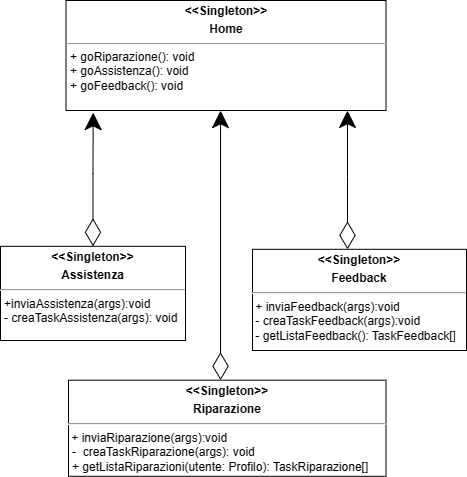 <<Singleton>>
Home
+ goRiparazione(): void
+ goAssistenza(): void
+ goFeedback(): void
<<Singleton>>
Assistenza
+inviaAssistenza(args):void
- creaTaskAssistenza(args): void
<<Singleton>>
Feedback
+ inviaFeedback(args):void
- creaTaskFeedback(args):void
- getListaFeedback(): TaskFeedback[]
<<Singleton>>
Riparazione
+ inviaRiparazione(args):void
- creaTaskRiparazione(args): void
+ getListaRiparazioni(utente: Profilo): TaskRiparazione[]